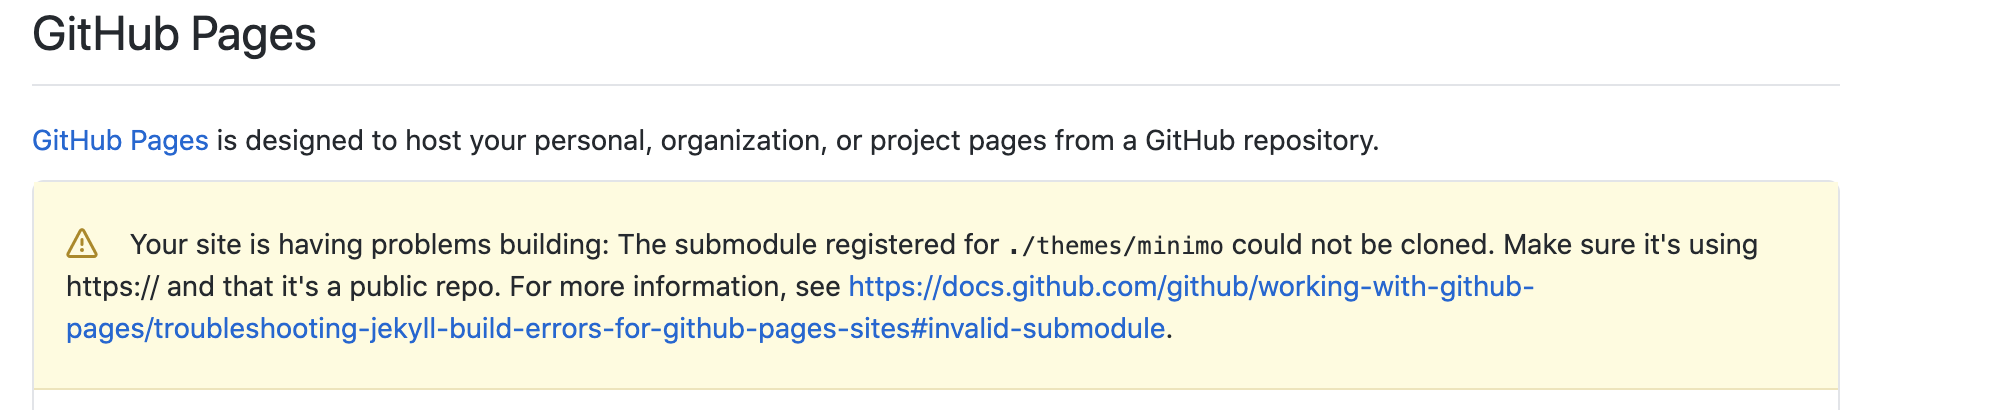 GitHub Pages
GitHub Pages is designed to host your personal, organization, or project pages from a GitHub repository.
Your site is having problems building: The submodule registered for ./themes/minimo could not be cloned. Make sure it's using
https:// and that it's a public repo. For more information, see https://docs.github.com/github/working-with-github-
pages/troubleshooting-jekyll-build-errors-for-github-pages-sites#invalid-submodule.